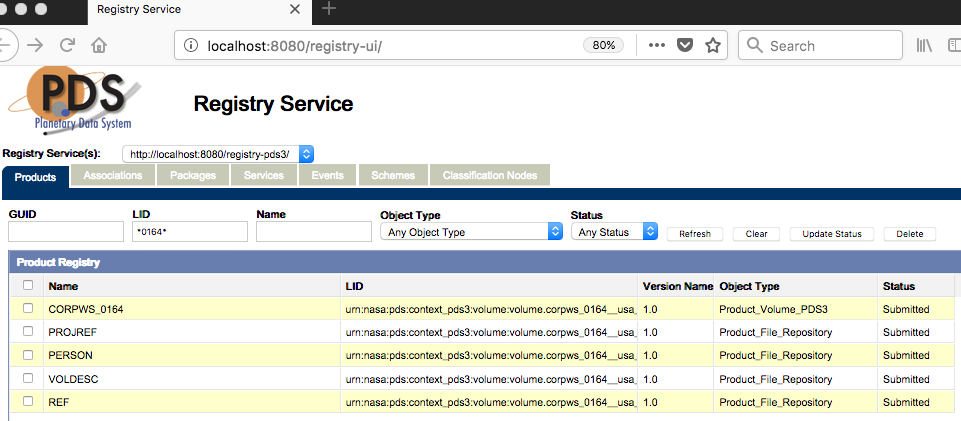 Registry Service
localhost:8080/registry-ui/
80%
Search
PDS
Planetary Data System
Registry Service
Registry Service(s): http://localhost:8080/registry-pds3/
Products Associations Packages Services Events Schemes Classification Nodes
GUID LID Name Object Type Status
*0164* Any Object Type Any Status Refresh Clear Update Status Delete
Product Registry
Name LID Version Name Object Type Status
CORPWS_0164 urn:nasa:pds:context_pds3:volume:volume.corpws_0164__usa_ 1.0 Product_Volume_PDS3 Submitted
PROJREF urn:nasa:pds:context_pds3:volume:volume.corpws_0164__usa_ 1.0 Product_File_Repository Submitted
PERSON urn:nasa:pds:context_pds3:volume:volume.corpws_0164__usa_ 1.0 Product_File_Repository Submitted
VOLDESC urn:nasa:pds:context_pds3:volume:volume.corpws_0164__usa_ 1.0 Product_File_Repository Submitted
REF urn:nasa:pds:context_pds3:volume:volume.corpws_0164__usa_ 1.0 Product_File_Repository Submitted